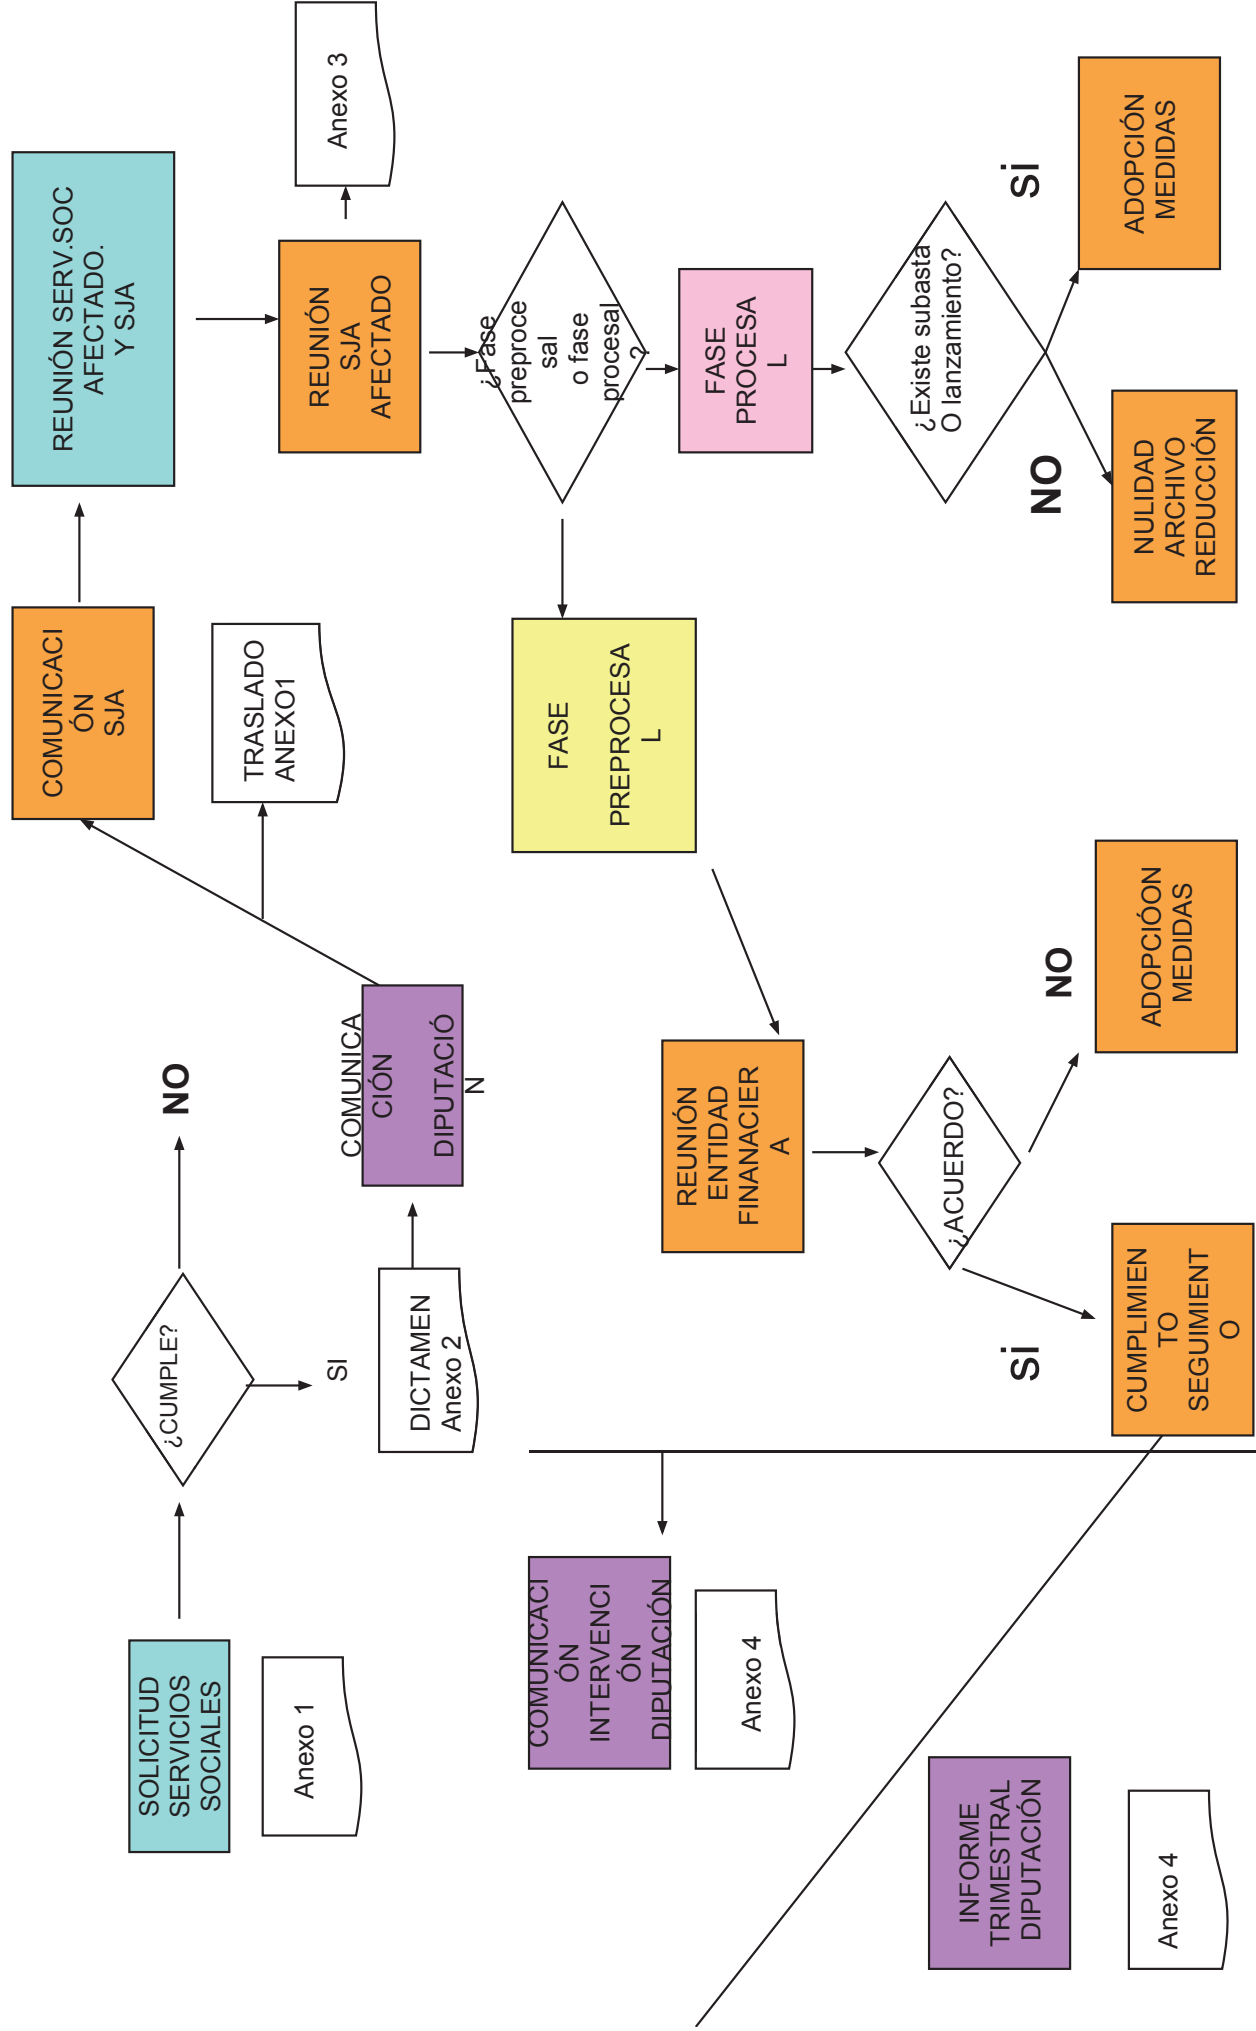 SOLICITUD
SERVICIOS
SOCIALES
Anexo 1
¿CUMPLE?
NO
SI
DICTAMEN
Anexo 2
COMUNICA
CIÓN
DIPUTACIÓ
N
COMUNICACI
ÓN
SJA
TRASLADO
ANEXO1
REUNIÓN SERV.SOC
AFECTADO.
Y SJA
REUNIÓN
SJA
AFECTADO
Anexo 3
¿Fase
preproce
sal
o fase
procesal
?
FASE
PREPROCESA
L
FASE
PROCESA
L
¿Existe subasta
O lanzamiento?
SI
NO
ADOPCIÓN
MEDIDAS
NULIDAD
ARCHIVO
REDUCCIÓN
REUNIÓN
ENTIDAD
FINANACIER
A
¿ACUERDO?
NO
SI
ADOPCIÓON
MEDIDAS
CUMPLIMIEN
TO
SEGUIMIENT
O
COMUNICACI
ÓN
INTERVENCI
ÓN
DIPUTACIÓN
Anexo 4
INFORME
TRIMESTRAL
DIPUTACIÓN
Anexo 4